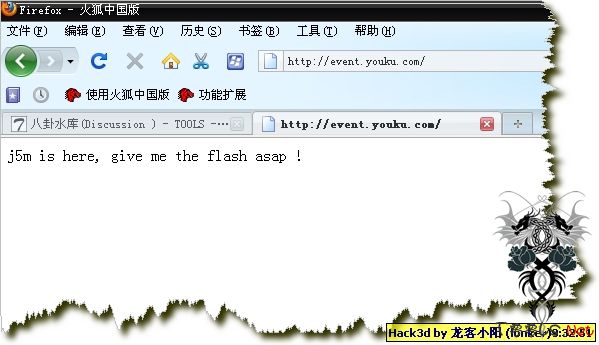 Firefox - 火狐中国版
文件(F) 编辑(E) 查看(V) 历史(S) 书签(B) 工具(T) 帮助(H)
http://event.youku.com/
使用火狐中国版 功能扩展
八卦水库(Discussion ) - TOOLS -...
http://event.youku.com/
j5m is here, give me the flash asap !
Hack3d by 龙客小阳 (lonker)9:32:51